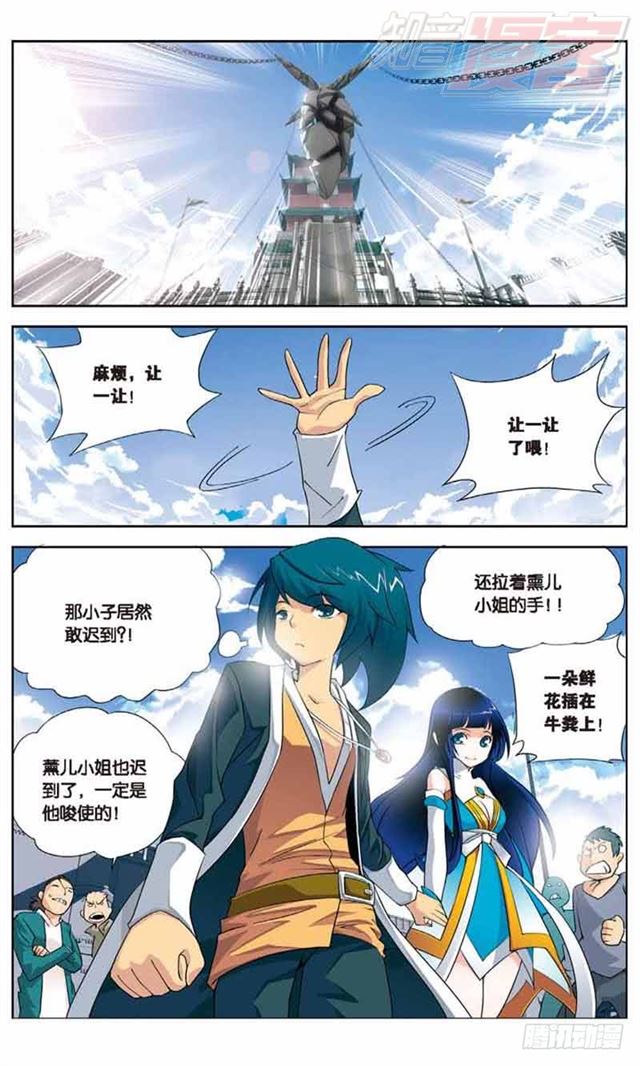 知音漫客
麻烦，让
一让！
让一让
了喂！
那小子居然
敢迟到?!
还拉着熏儿
小姐的手！！
一朵鲜
花插在
牛粪上！
薰儿小姐也迟
到了，一定是
他唆使的！
腾讯动漫